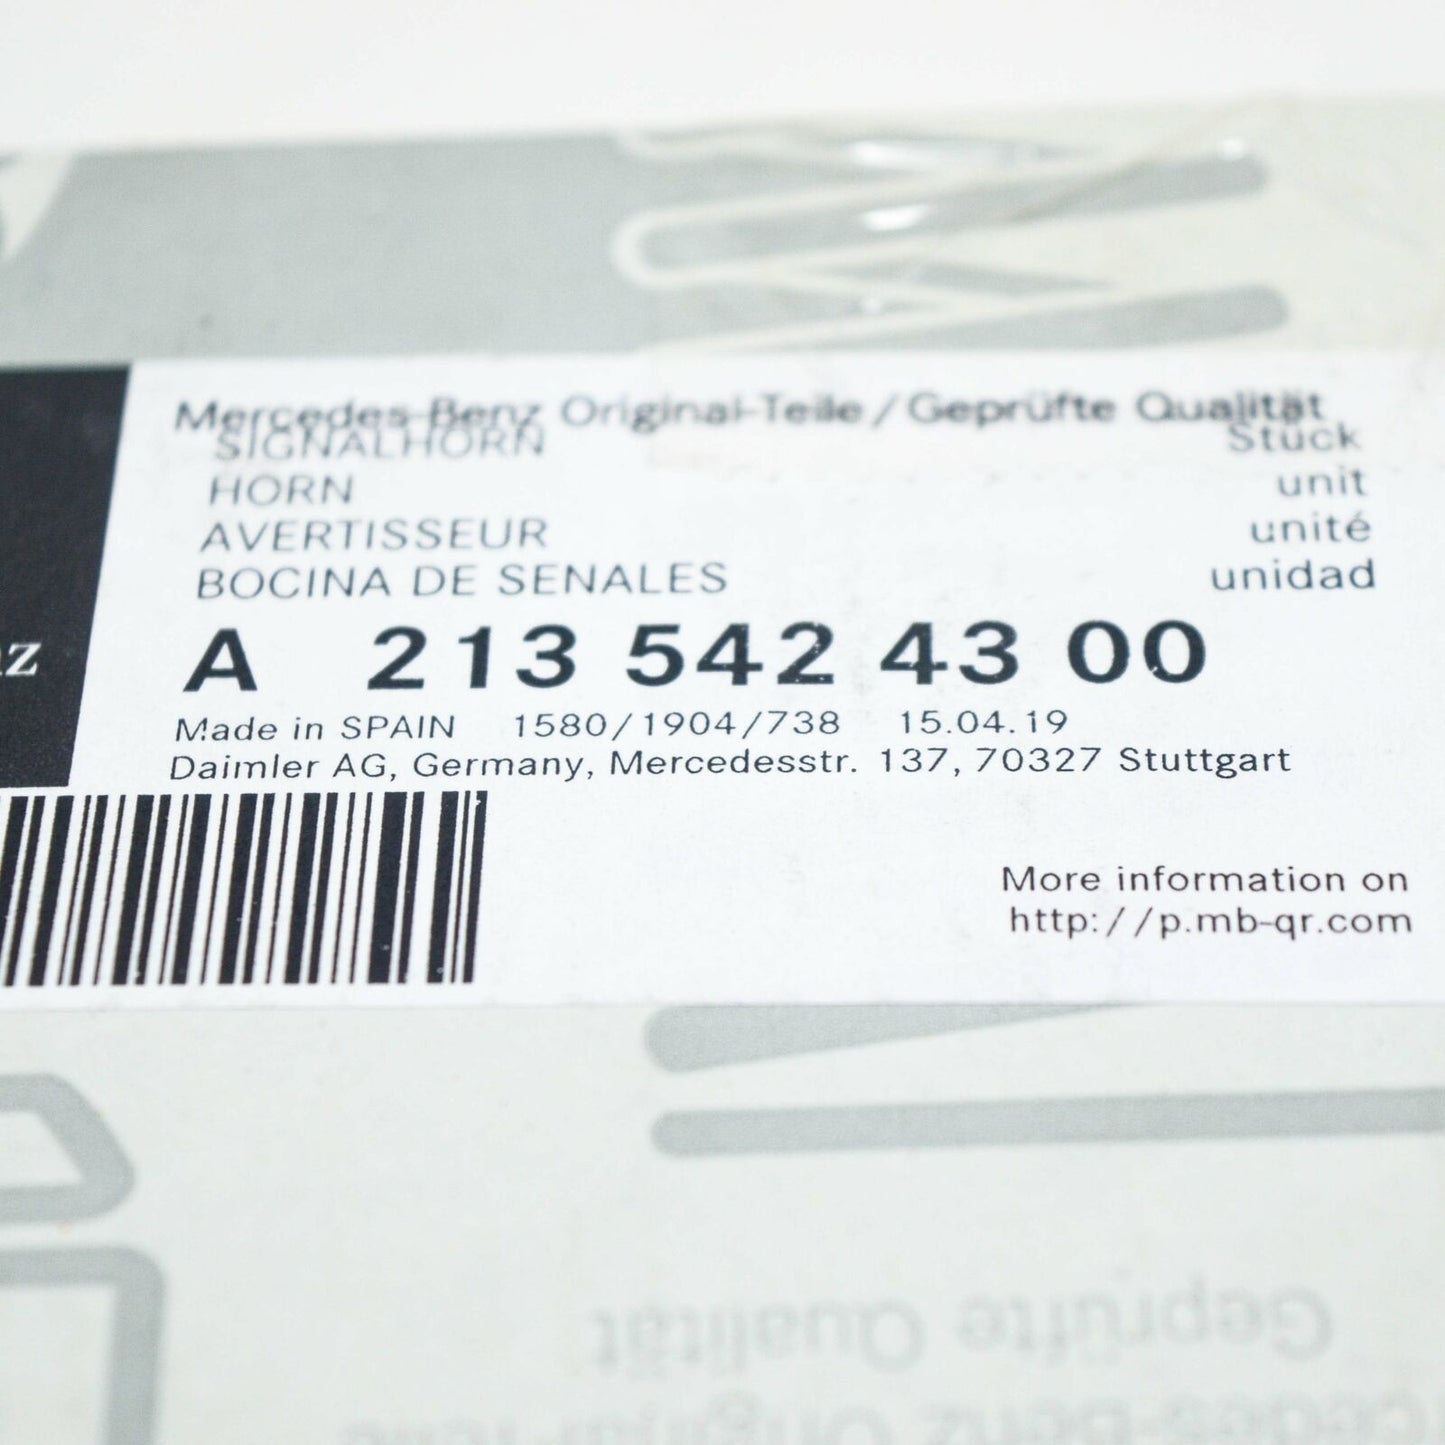 Mercedes-Benz Original-Teile/Geprüfte Qualität
SIGNALHORN Stück
HORN unit
AVERTISSEUR unité
BOCINA DE SENALES unidad
A 213 542 43 00
Made in SPAIN 1580/1904/738 15.04.19
Daimler AG, Germany, Mercedesstr. 137, 70327 Stuttgart
More information on
http://p.mb-qr.com
Geprüfte Qualität